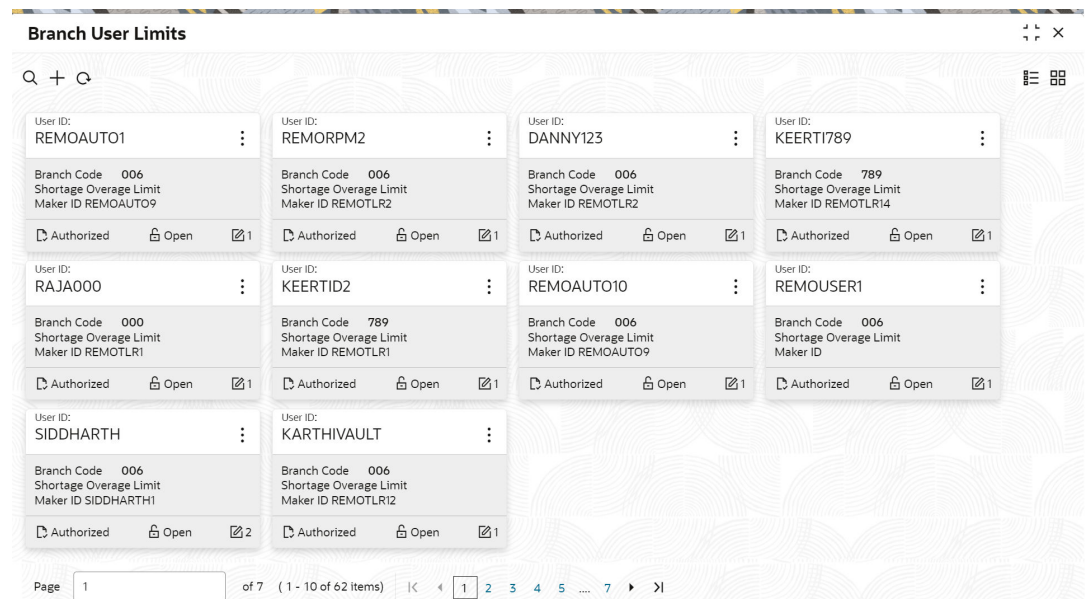 Branch User Limits
User ID:
REMOAUTO1
Branch Code 006
Shortage Overage Limit
Maker ID REMOAUTO9
Authorized Open 1
User ID:
REMORPM2
Branch Code 006
Shortage Overage Limit
Maker ID REMOTLR2
Authorized Open 1
User ID:
DANNY123
Branch Code 006
Shortage Overage Limit
Maker ID REMOTLR2
Authorized Open 1
User ID:
KEERTI789
Branch Code 789
Shortage Overage Limit
Maker ID REMOTLR14
Authorized Open 1
User ID:
RAJA000
Branch Code 000
Shortage Overage Limit
Maker ID REMOTLR1
Authorized Open 1
User ID:
KEERTID2
Branch Code 789
Shortage Overage Limit
Maker ID REMOTLR1
Authorized Open 1
User ID:
REMOAUTO10
Branch Code 006
Shortage Overage Limit
Maker ID REMOAUTO9
Authorized Open 1
User ID:
REMOUSER1
Branch Code 006
Shortage Overage Limit
Maker ID
Authorized Open 1
User ID:
SIDDHARTH
Branch Code 006
Shortage Overage Limit
Maker ID SIDDHARTH1
Authorized Open 2
User ID:
KARTHIVAULT
Branch Code 006
Shortage Overage Limit
Maker ID REMOTLR12
Authorized Open 1
Page 1 of 7 (1 - 10 of 62 items) 1 2 3 4 5 .... 7